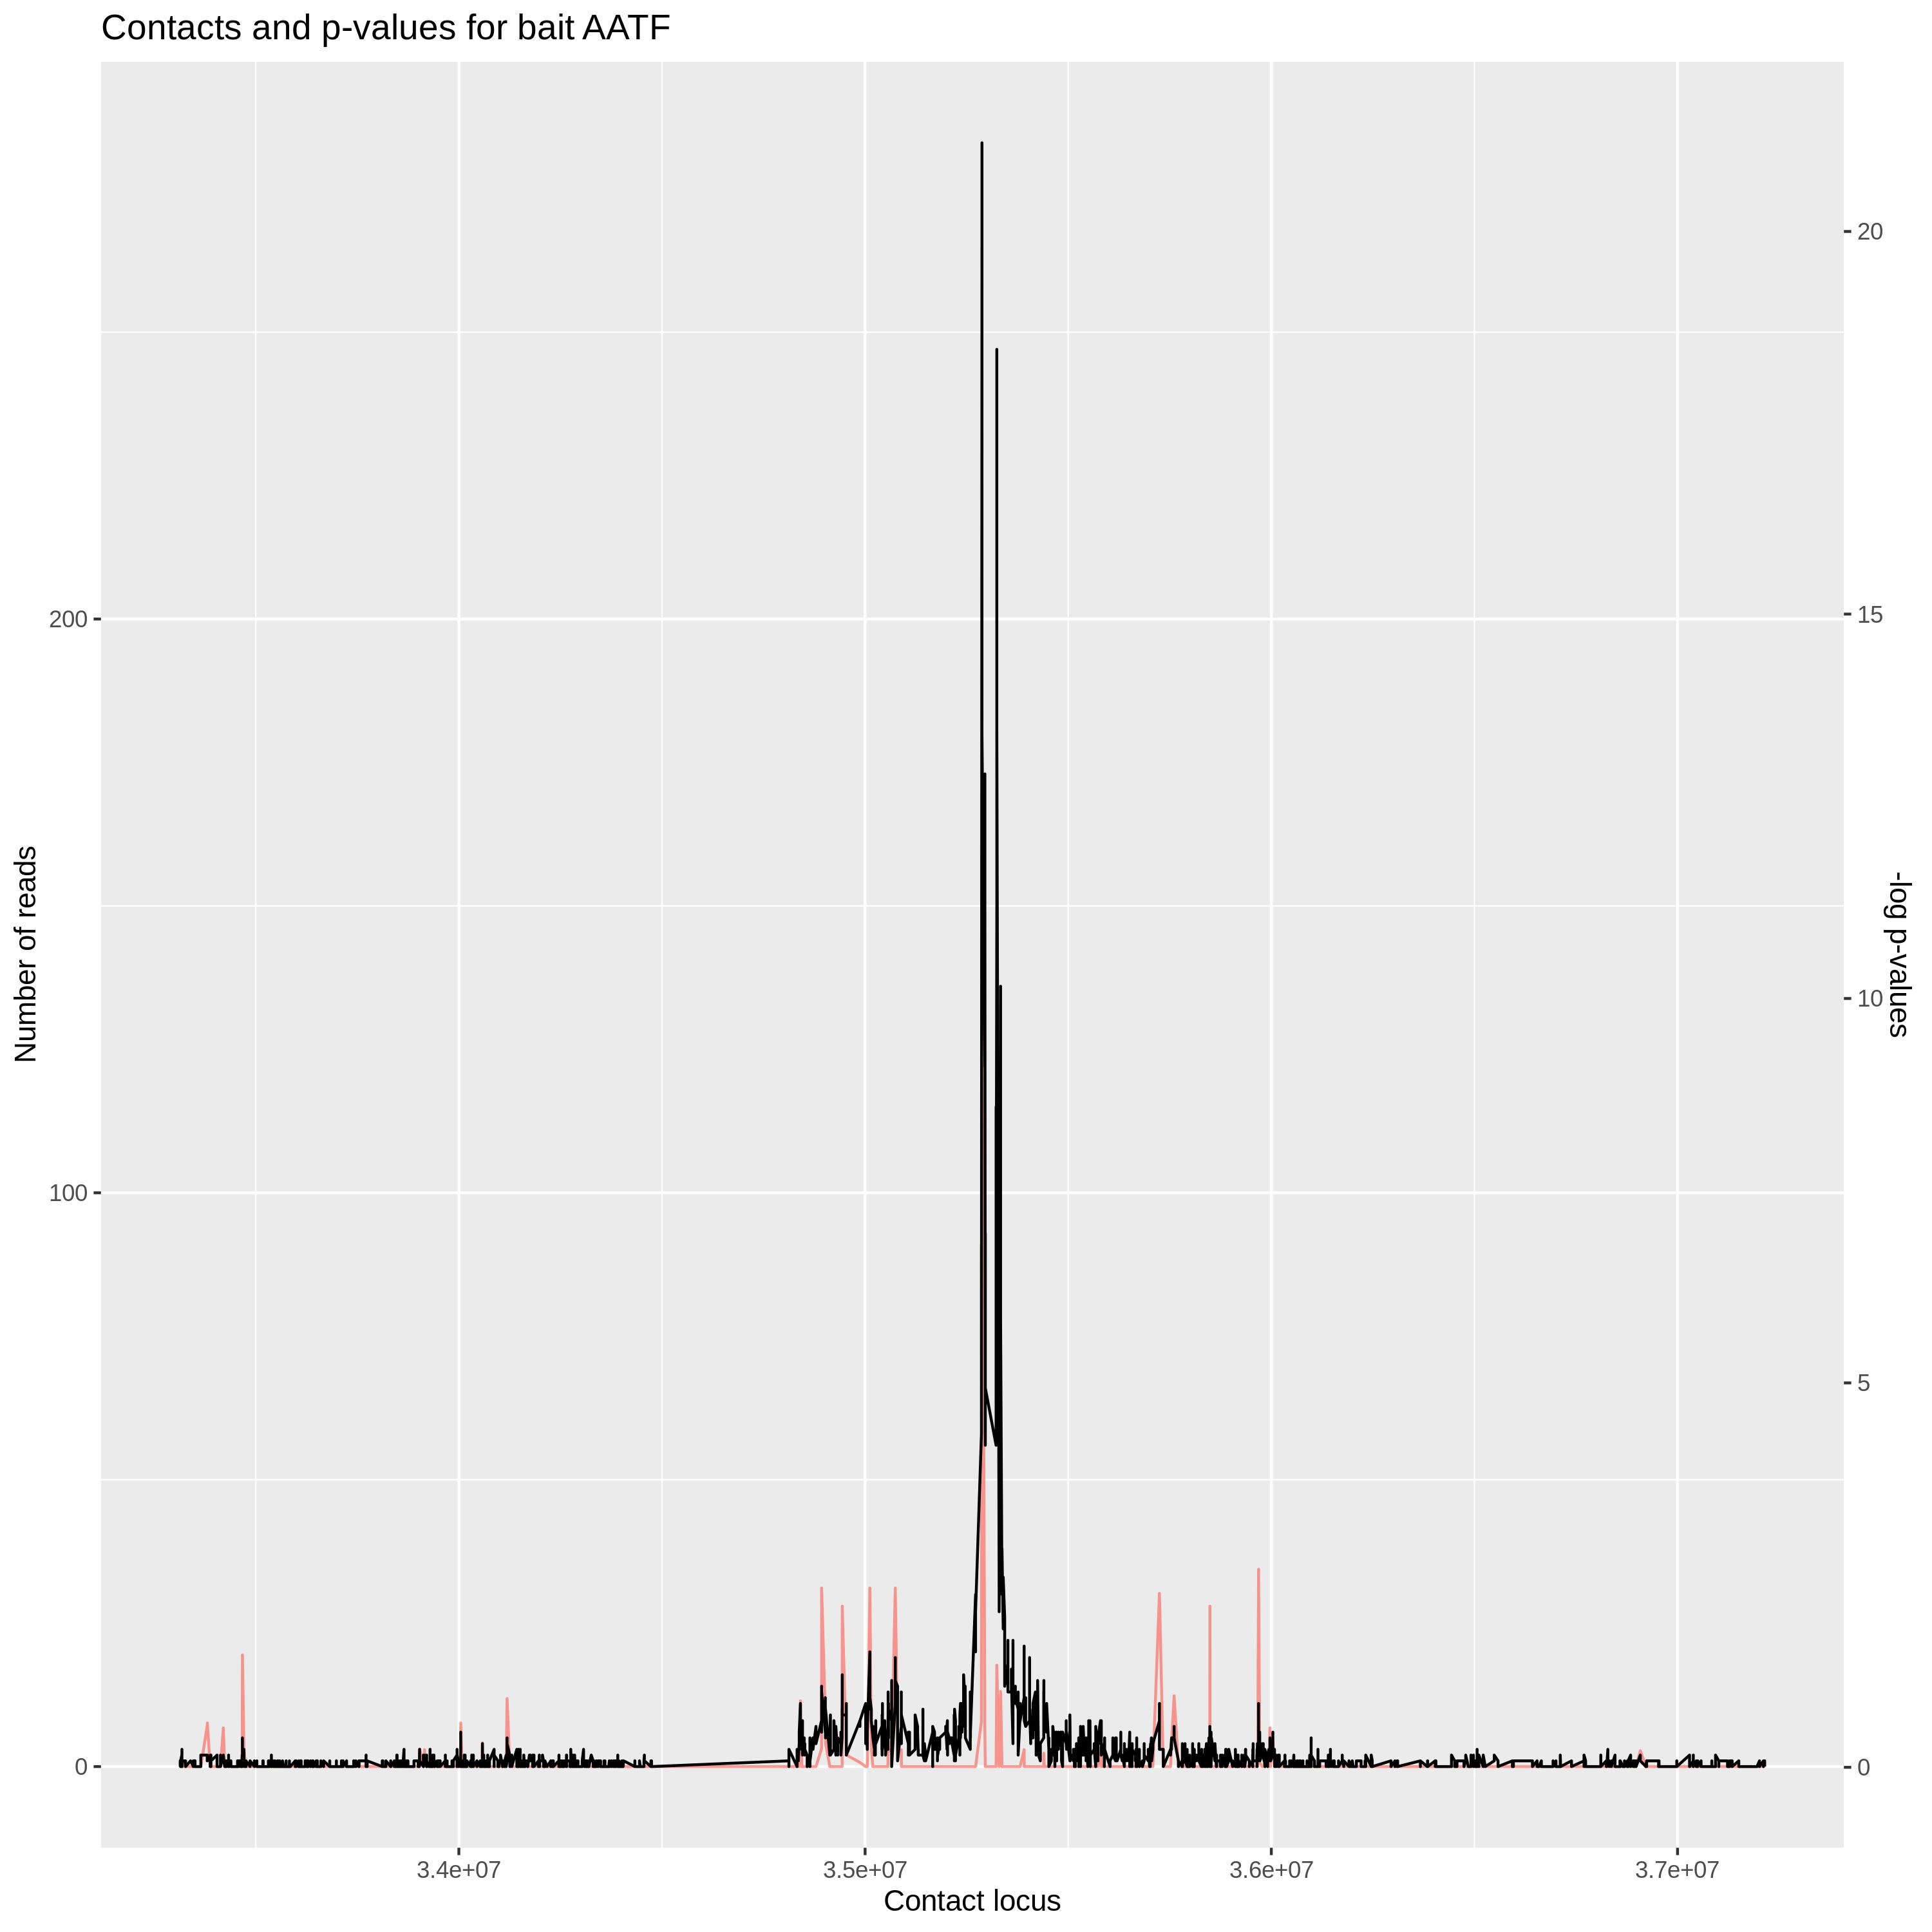 Contacts and p-values for bait AATF
Number of reads
200
100
0
20
15
10
5
0
-log p-values
3.4e+07
3.5e+07
3.6e+07
3.7e+07
Contact locus